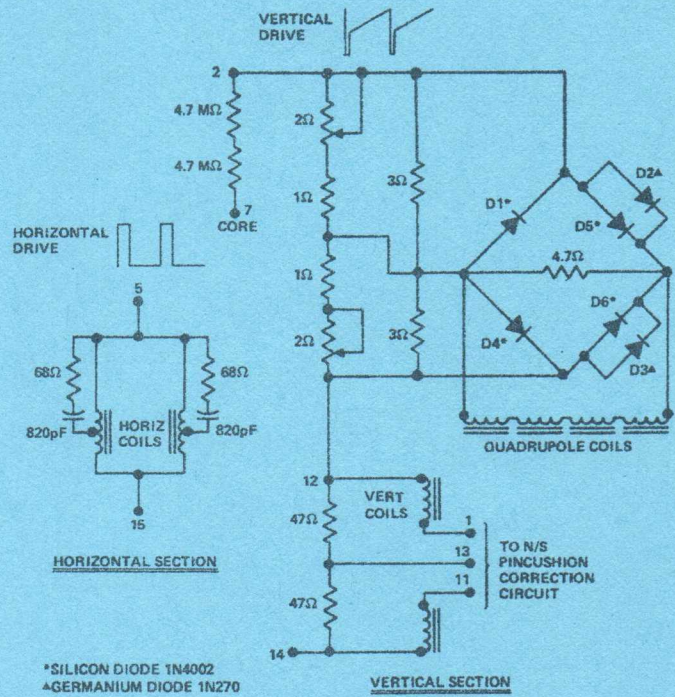 VERTICAL
DRIVE
2
4.7 MΩ
4.7 MΩ
7
CORE
2Ω
1Ω
3Ω
1Ω
2Ω
3Ω
D1*
D2▲
D5*
4.7Ω
D6*
D4*
D3▲
QUADRUPOLE COILS
HORIZONTAL
DRIVE
5
68Ω
68Ω
820pF
HORIZ
COILS
820pF
15
HORIZONTAL SECTION
12
VERT
COILS
47Ω
1
13
11
TO N/S
PINCUSHION
CORRECTION
CIRCUIT
47Ω
14
*SILICON DIODE 1N4002
▲GERMANIUM DIODE 1N270
VERTICAL SECTION